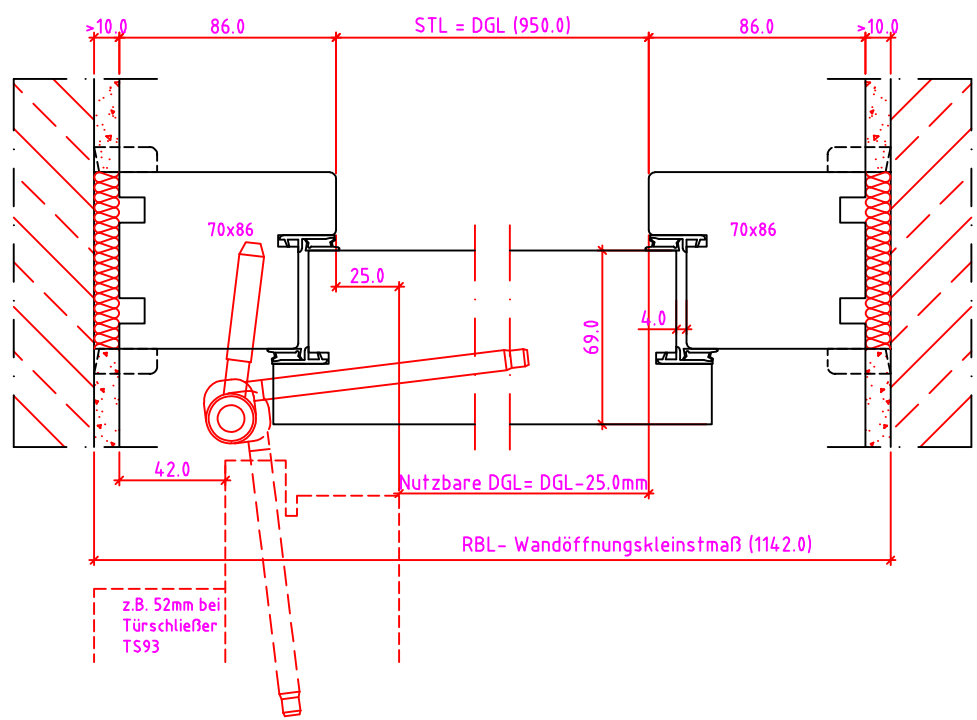 >10.0
86.0
STL = DGL (950.0)
86.0
>10.0
70x86
70x86
25.0
4.0
69.0
42.0
Nutzbare DGL= DGL-25.0mm
RBL- Wandöffnungskleinstmaß (1142.0)
z.B. 52mm bei
Türschließer
TS93